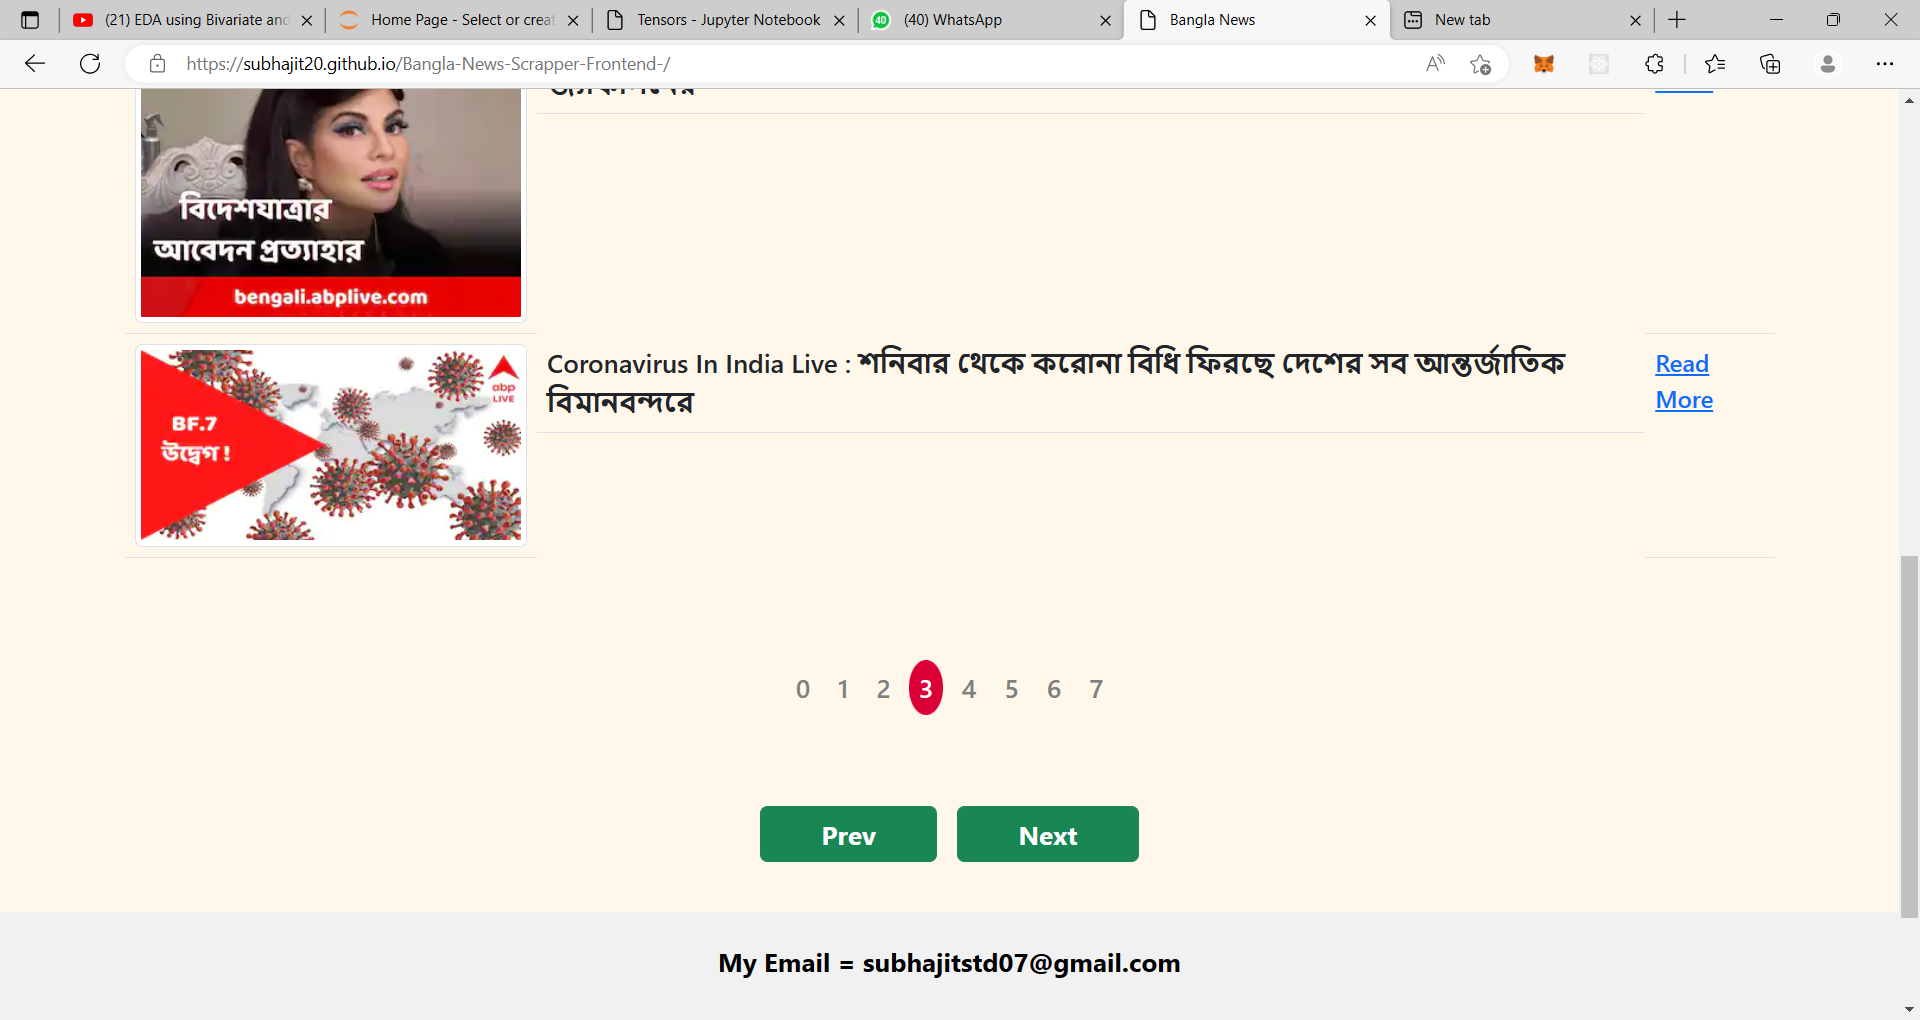 (21) EDA using Bivariate and
Home Page - Select or creat
Tensors - Jupyter Notebook
40
(40) WhatsApp
Bangla News
New tab
https://subhajit20.github.io/Bangla-News-Scrapper-Frontend-/
বিদেশযাত্রার
আবেদন প্রত্যাহার
bengali.abplive.com
BF.7
উদ্বেগ !
abp
LIVE
Coronavirus In India Live : শনিবার থেকে করোনা বিধি ফিরছে দেশের সব আন্তর্জাতিক
বিমানবন্দরে
Read
More
0 1 2 3 4 5 6 7
Prev Next
My Email = subhajitstd07@gmail.com